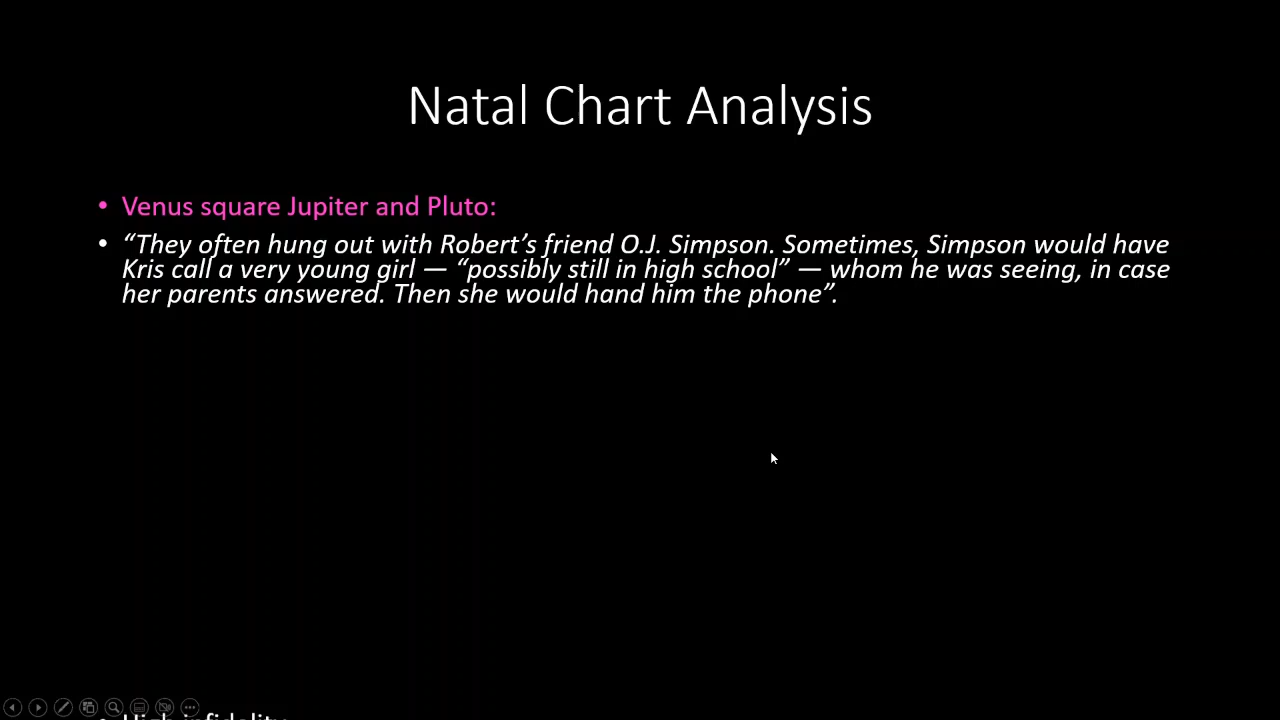 Natal Chart Analysis
• Venus square Jupiter and Pluto:
• “They often hung out with Robert’s friend O.J. Simpson. Sometimes, Simpson would have
Kris call a very young girl — “possibly still in high school” — whom he was seeing, in case
her parents answered. Then she would hand him the phone”.
• High infidelity